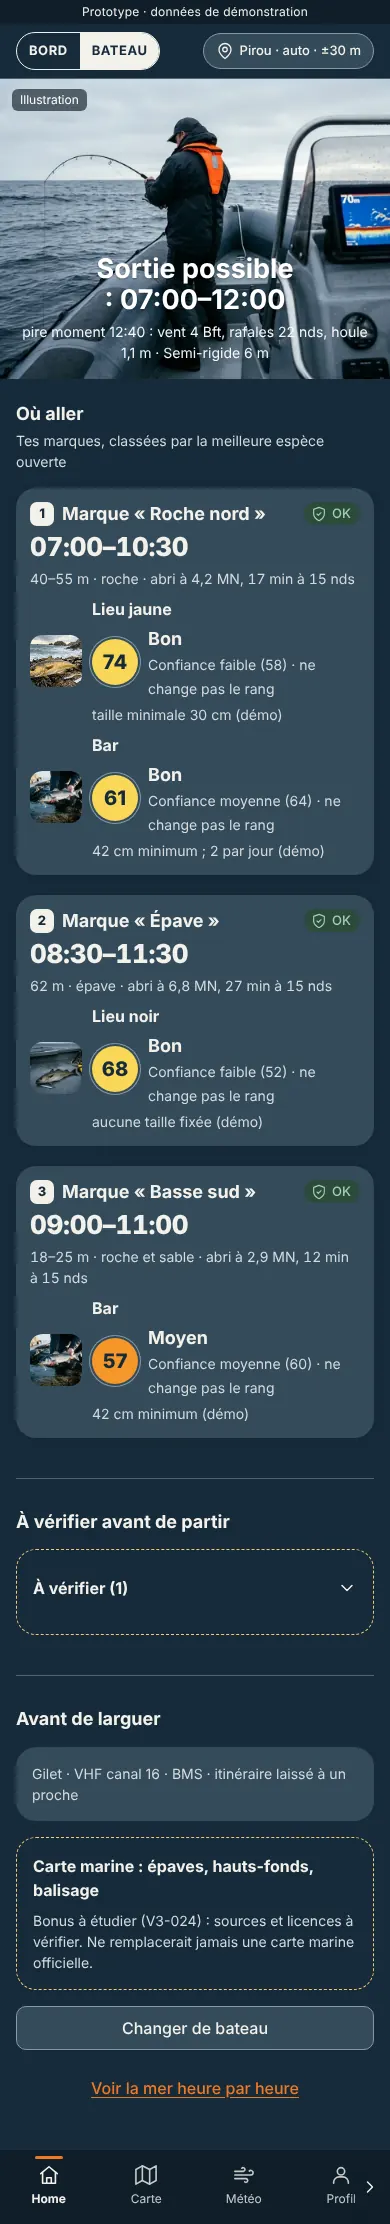 Prototype · données de démonstration
BORD
BATEAU
Pirou · auto · ±30 m
Illustration
70m
Sortie possible
: 07:00–12:00
pire moment 12:40 : vent 4 Bft, rafales 22 nds, houle
1,1 m · Semi-rigide 6 m
Où aller
Tes marques, classées par la meilleure espèce
ouverte
1 Marque « Roche nord » OK
07:00–10:30
40–55 m · roche · abri à 4,2 MN, 17 min à 15 nds
Lieu jaune
74
Bon
Confiance faible (58) · ne
change pas le rang
taille minimale 30 cm (démo)
Bar
61
Bon
Confiance moyenne (64) · ne
change pas le rang
42 cm minimum ; 2 par jour (démo)
2 Marque « Épave » OK
08:30–11:30
62 m · épave · abri à 6,8 MN, 27 min à 15 nds
Lieu noir
68
Bon
Confiance faible (52) · ne
change pas le rang
aucune taille fixée (démo)
3 Marque « Basse sud » OK
09:00–11:00
18–25 m · roche et sable · abri à 2,9 MN, 12 min
à 15 nds
Bar
57
Moyen
Confiance moyenne (60) · ne
change pas le rang
42 cm minimum (démo)
À vérifier avant de partir
À vérifier (1)
Avant de larguer
Gilet · VHF canal 16 · BMS · itinéraire laissé à un
proche
Carte marine : épaves, hauts-fonds,
balisage
Bonus à étudier (V3-024) : sources et licences à
vérifier. Ne remplacerait jamais une carte marine
officielle.
Changer de bateau
Voir la mer heure par heure
Home
Carte
Météo
Profil